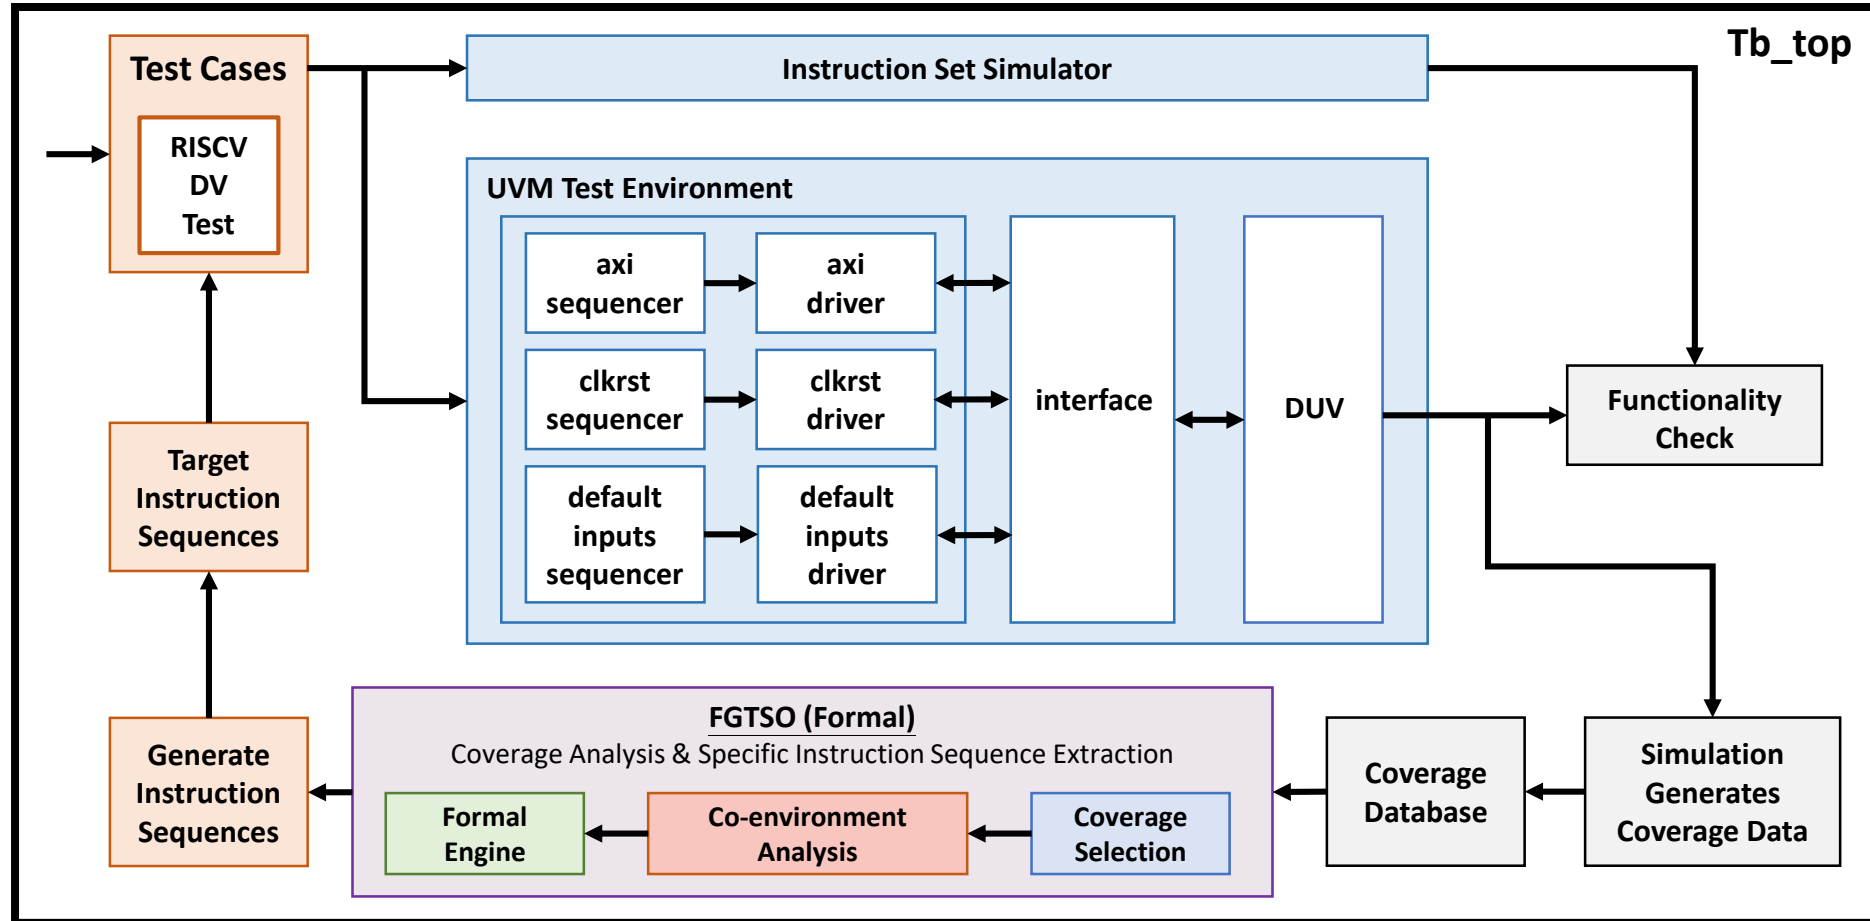 Tb_top
Test Cases
RISCV
DV
Test
Instruction Set Simulator
UVM Test Environment
axi
sequencer
axi
driver
clkrst
sequencer
clkrst
driver
default
inputs
sequencer
default
inputs
driver
interface
DUV
Functionality
Check
Target
Instruction
Sequences
Generate
Instruction
Sequences
FGTSO (Formal)
Coverage Analysis & Specific Instruction Sequence Extraction
Formal
Engine
Co-environment
Analysis
Coverage
Selection
Coverage
Database
Simulation
Generates
Coverage Data